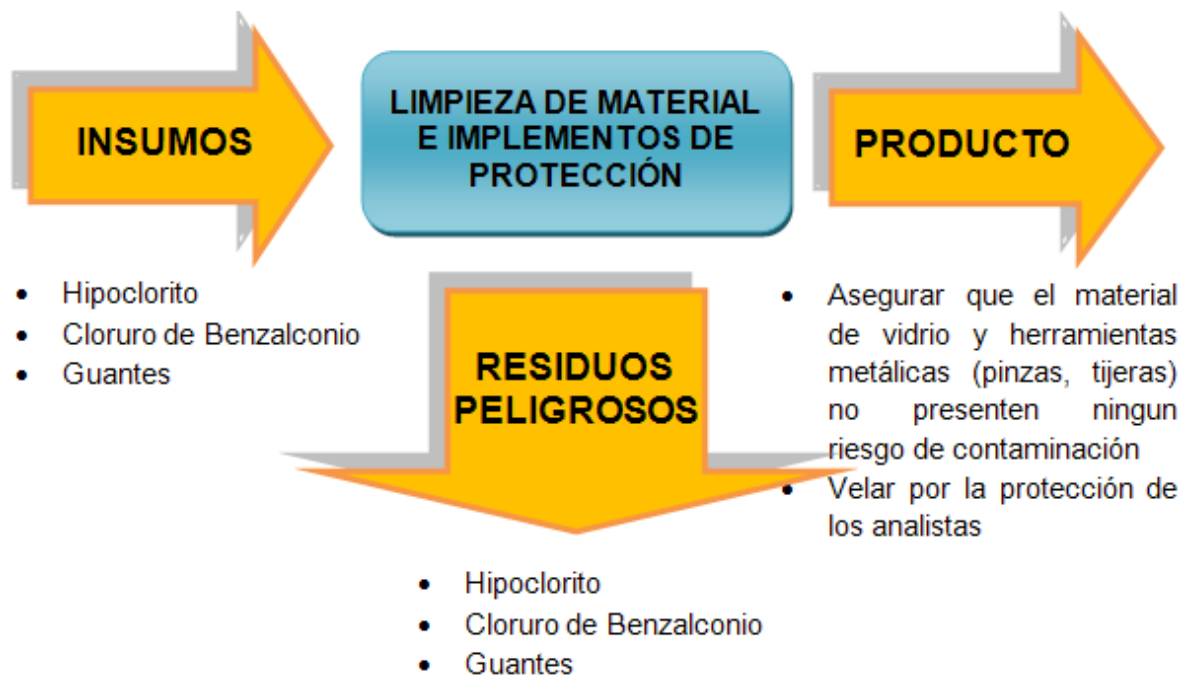 INSUMOS
LIMPIEZA DE MATERIAL
E IMPLEMENTOS DE
PROTECCIÓN
PRODUCTO
• Hipoclorito
• Cloruro de Benzalconio
• Guantes
RESIDUOS
PELIGROSOS
• Asegurar que el material
de vidrio y herramientas
metálicas (pinzas, tijeras)
no presenten ningun
riesgo de contaminación
• Velar por la protección de
los analistas
• Hipoclorito
• Cloruro de Benzalconio
• Guantes